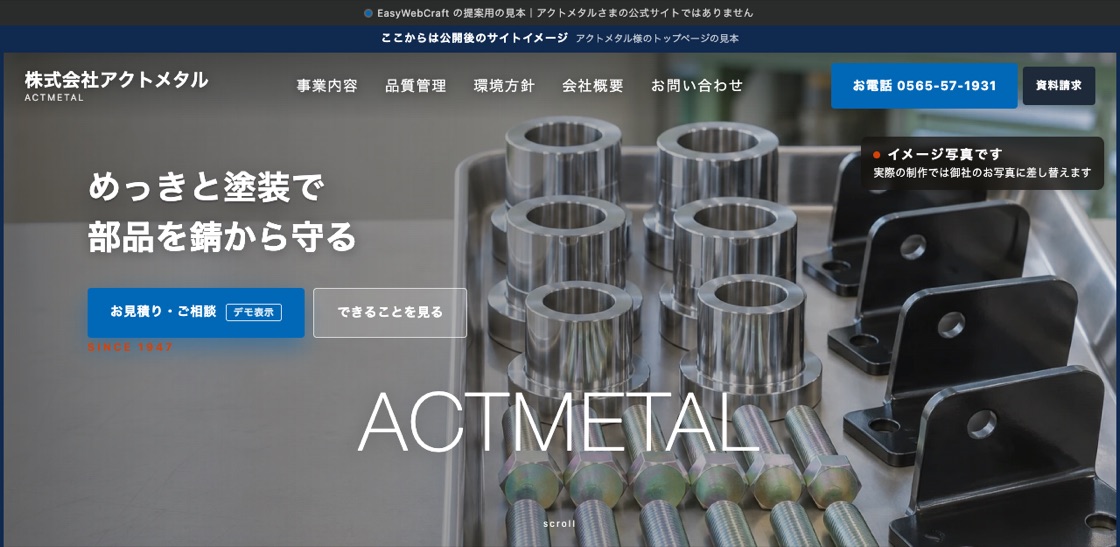 EasyWebCraft の提案用の見本｜アクトメタルさまの公式サイトではありません
ここからは公開後のサイトイメージ アクトメタル様のトップページの見本
株式会社アクトメタル
ACTMETAL
事業内容 品質管理 環境方針 会社概要 お問い合わせ
お電話 0565-57-1931
資料請求
イメージ写真です
実際の制作では御社のお写真に差し替えます
めっきと塗装で
部品を錆から守る
お見積り・ご相談 デモ表示
できることを見る
SINCE 1947
ACTMETAL
scroll